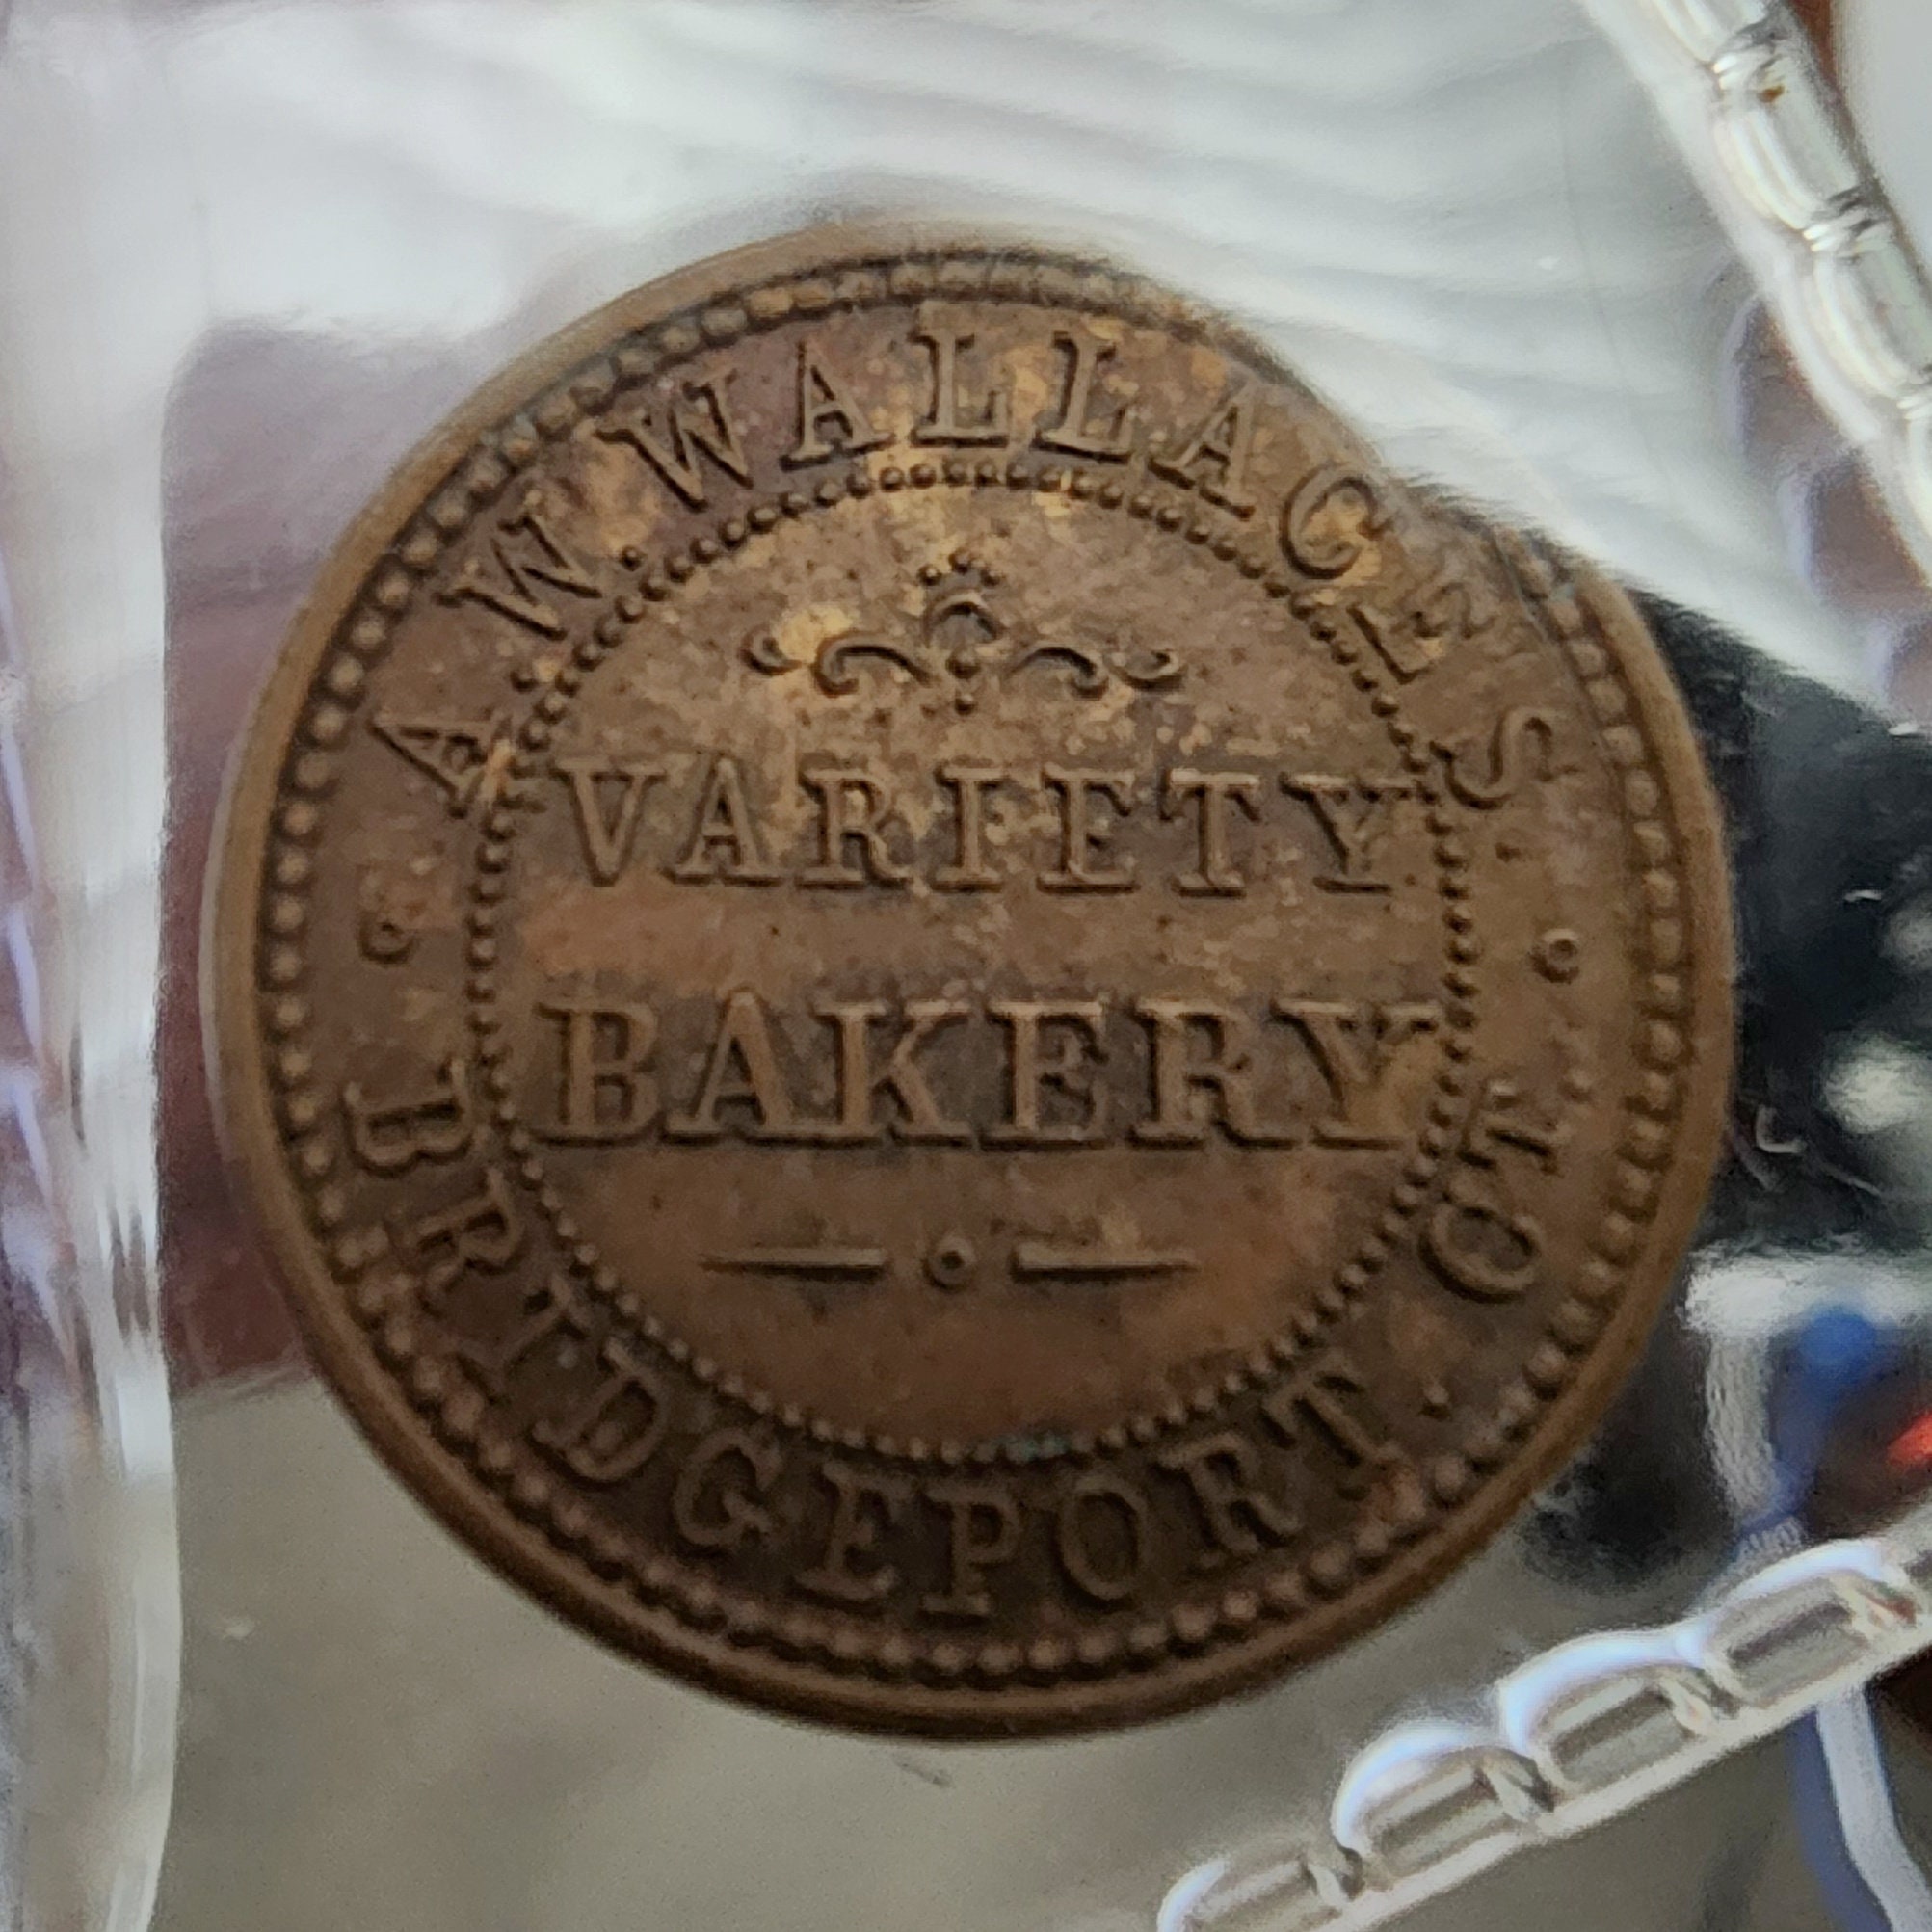 A. W. WALLACE'S
VARIETY
BAKERY
BRIDGEPORT. CT.